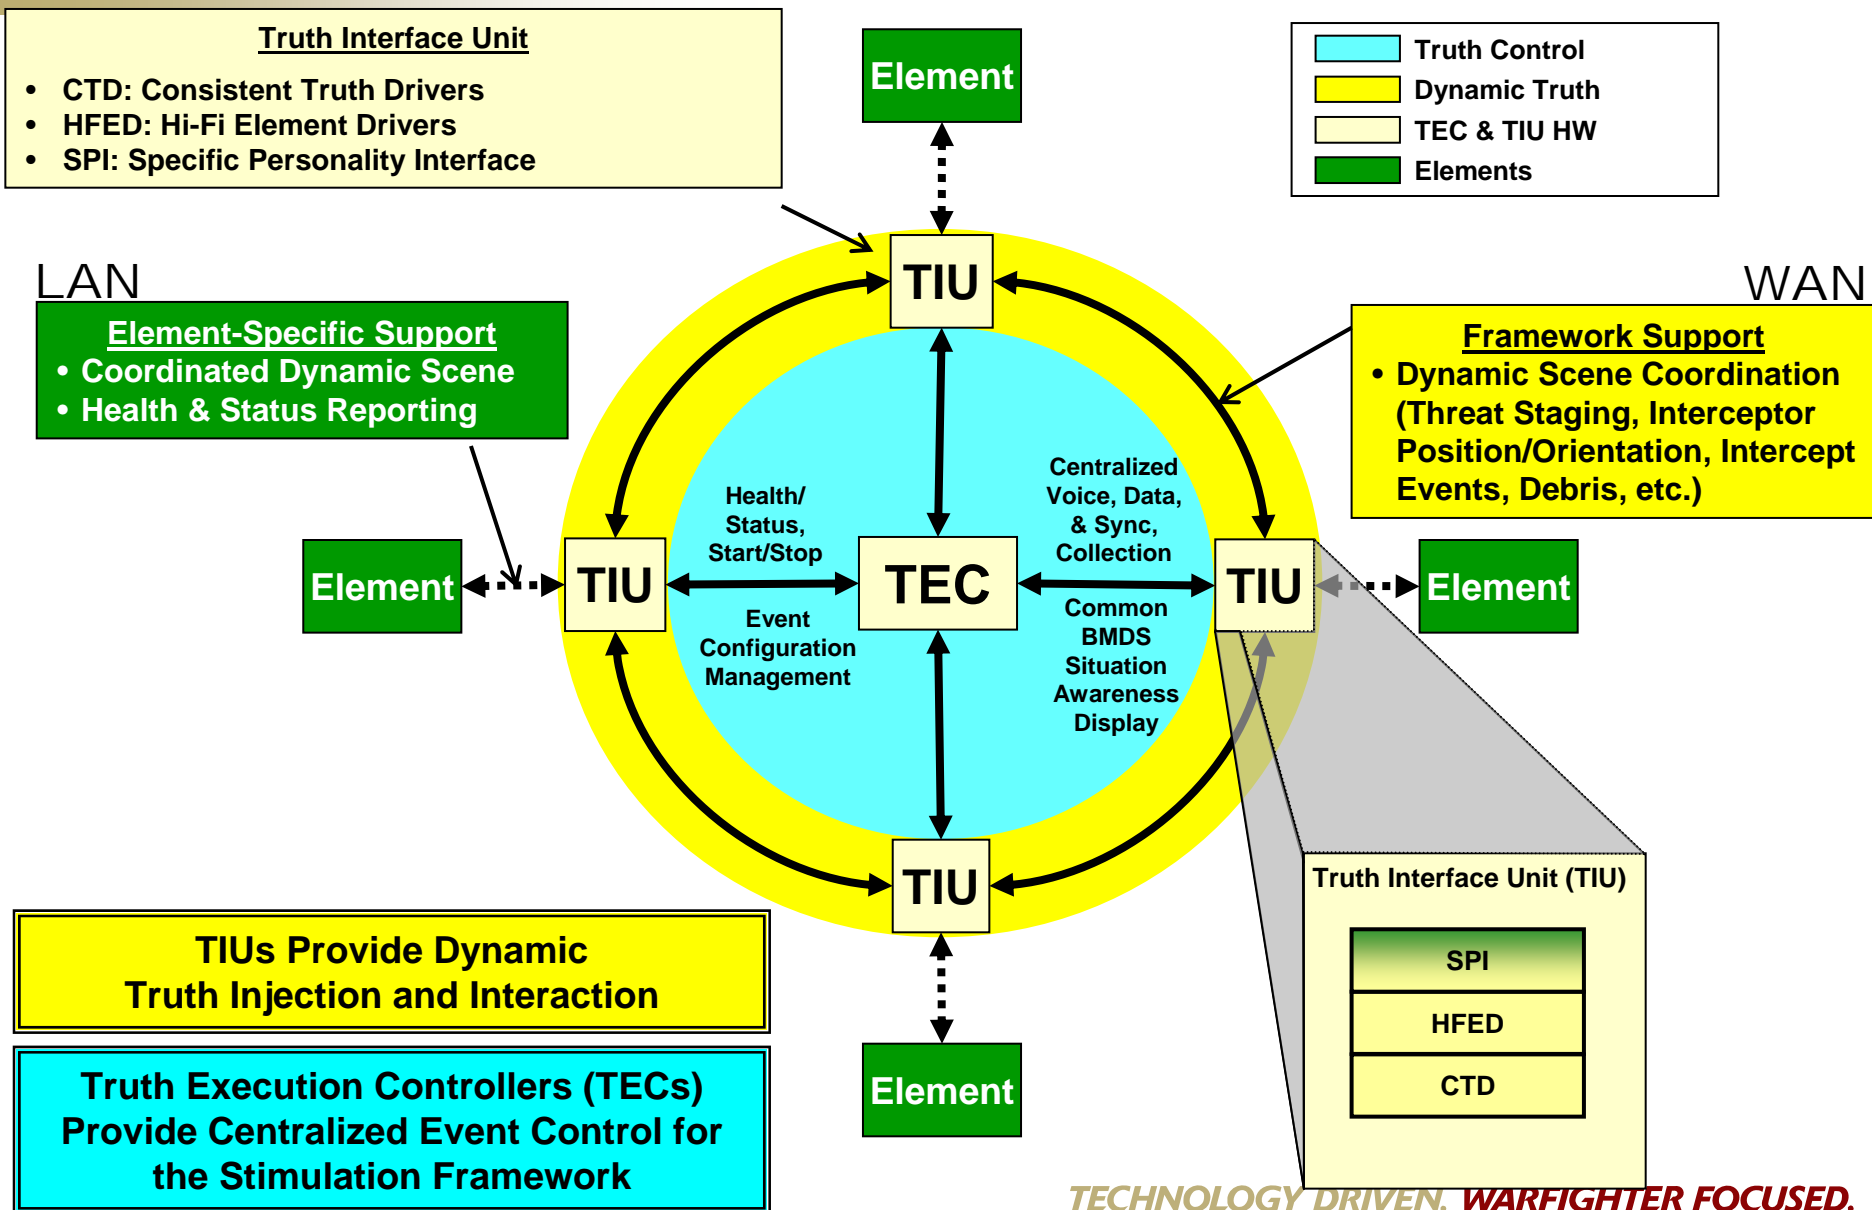 Truth Interface Unit
• CTD: Consistent Truth Drivers
• HFED: Hi-Fi Element Drivers
• SPI: Specific Personality Interface
Element
Truth Control
Dynamic Truth
TEC & TIU HW
Elements
LAN
WAN
Element-Specific Support
• Coordinated Dynamic Scene
• Health & Status Reporting
TIU
Framework Support
• Dynamic Scene Coordination
(Threat Staging, Interceptor
Position/Orientation, Intercept
Events, Debris, etc.)
Health/
Status,
Start/Stop
Centralized
Voice, Data,
& Sync,
Collection
Element
TIU
TEC
TIU
Element
Event
Configuration
Management
Common
BMDS
Situation
Awareness
Display
TIU
Truth Interface Unit (TIU)
SPI
HFED
CTD
TIUs Provide Dynamic
Truth Injection and Interaction
Element
Truth Execution Controllers (TECs)
Provide Centralized Event Control for
the Stimulation Framework
TECHNOLOGY DRIVEN. WARFIGHTER FOCUSED.